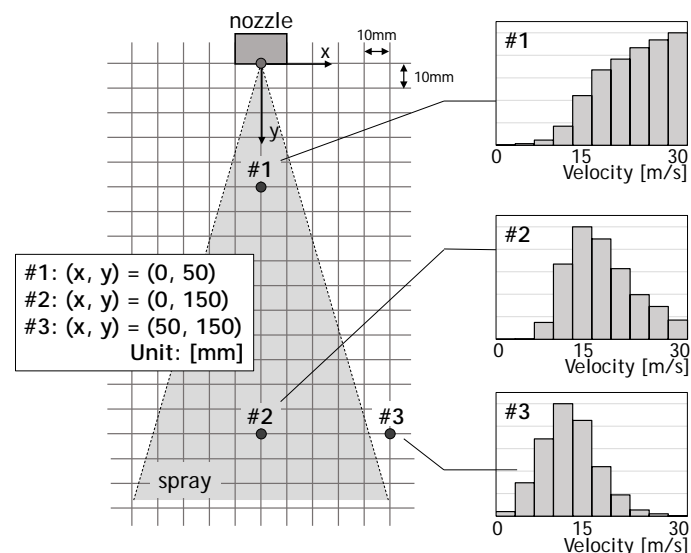 nozzle
x
10mm
10mm
y
#1
#2
#3
spray
#1: (x, y) = (0, 50)
#2: (x, y) = (0, 150)
#3: (x, y) = (50, 150)
Unit: [mm]
#1
0 15 30
Velocity [m/s]
#2
0 15 30
Velocity [m/s]
#3
0 15 30
Velocity [m/s]